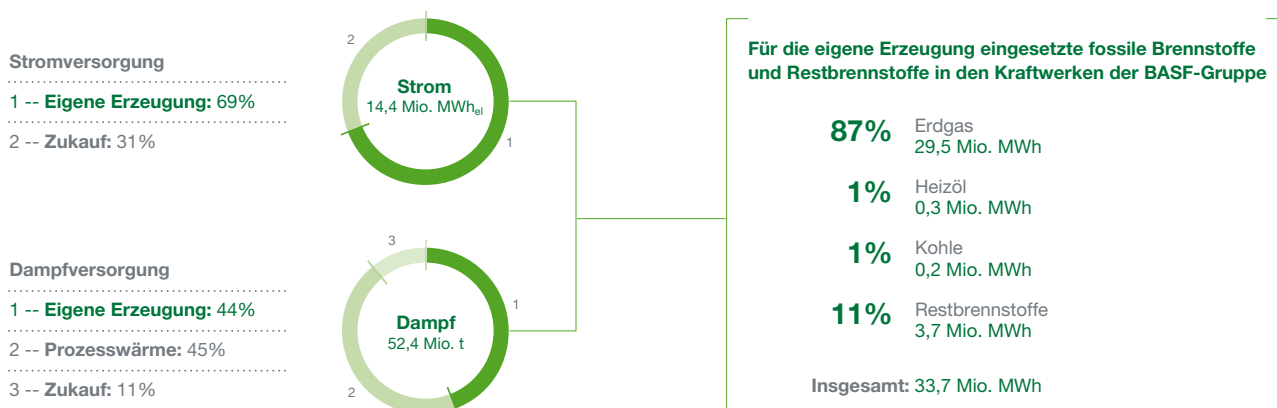 Stromversorgung
1 -- Eigene Erzeugung: 69%
2 -- Zukauf: 31%
2
Strom
14,4 Mio. MWhel
1
Dampfversorgung
1 -- Eigene Erzeugung: 44%
2 -- Prozesswärme: 45%
3 -- Zukauf: 11%
3
1
Dampf
52,4 Mio. t
2
Für die eigene Erzeugung eingesetzte fossile Brennstoffe
und Restbrennstoffe in den Kraftwerken der BASF-Gruppe
87% Erdgas
29,5 Mio. MWh
1% Heizöl
0,3 Mio. MWh
1% Kohle
0,2 Mio. MWh
11% Restbrennstoffe
3,7 Mio. MWh
Insgesamt: 33,7 Mio. MWh